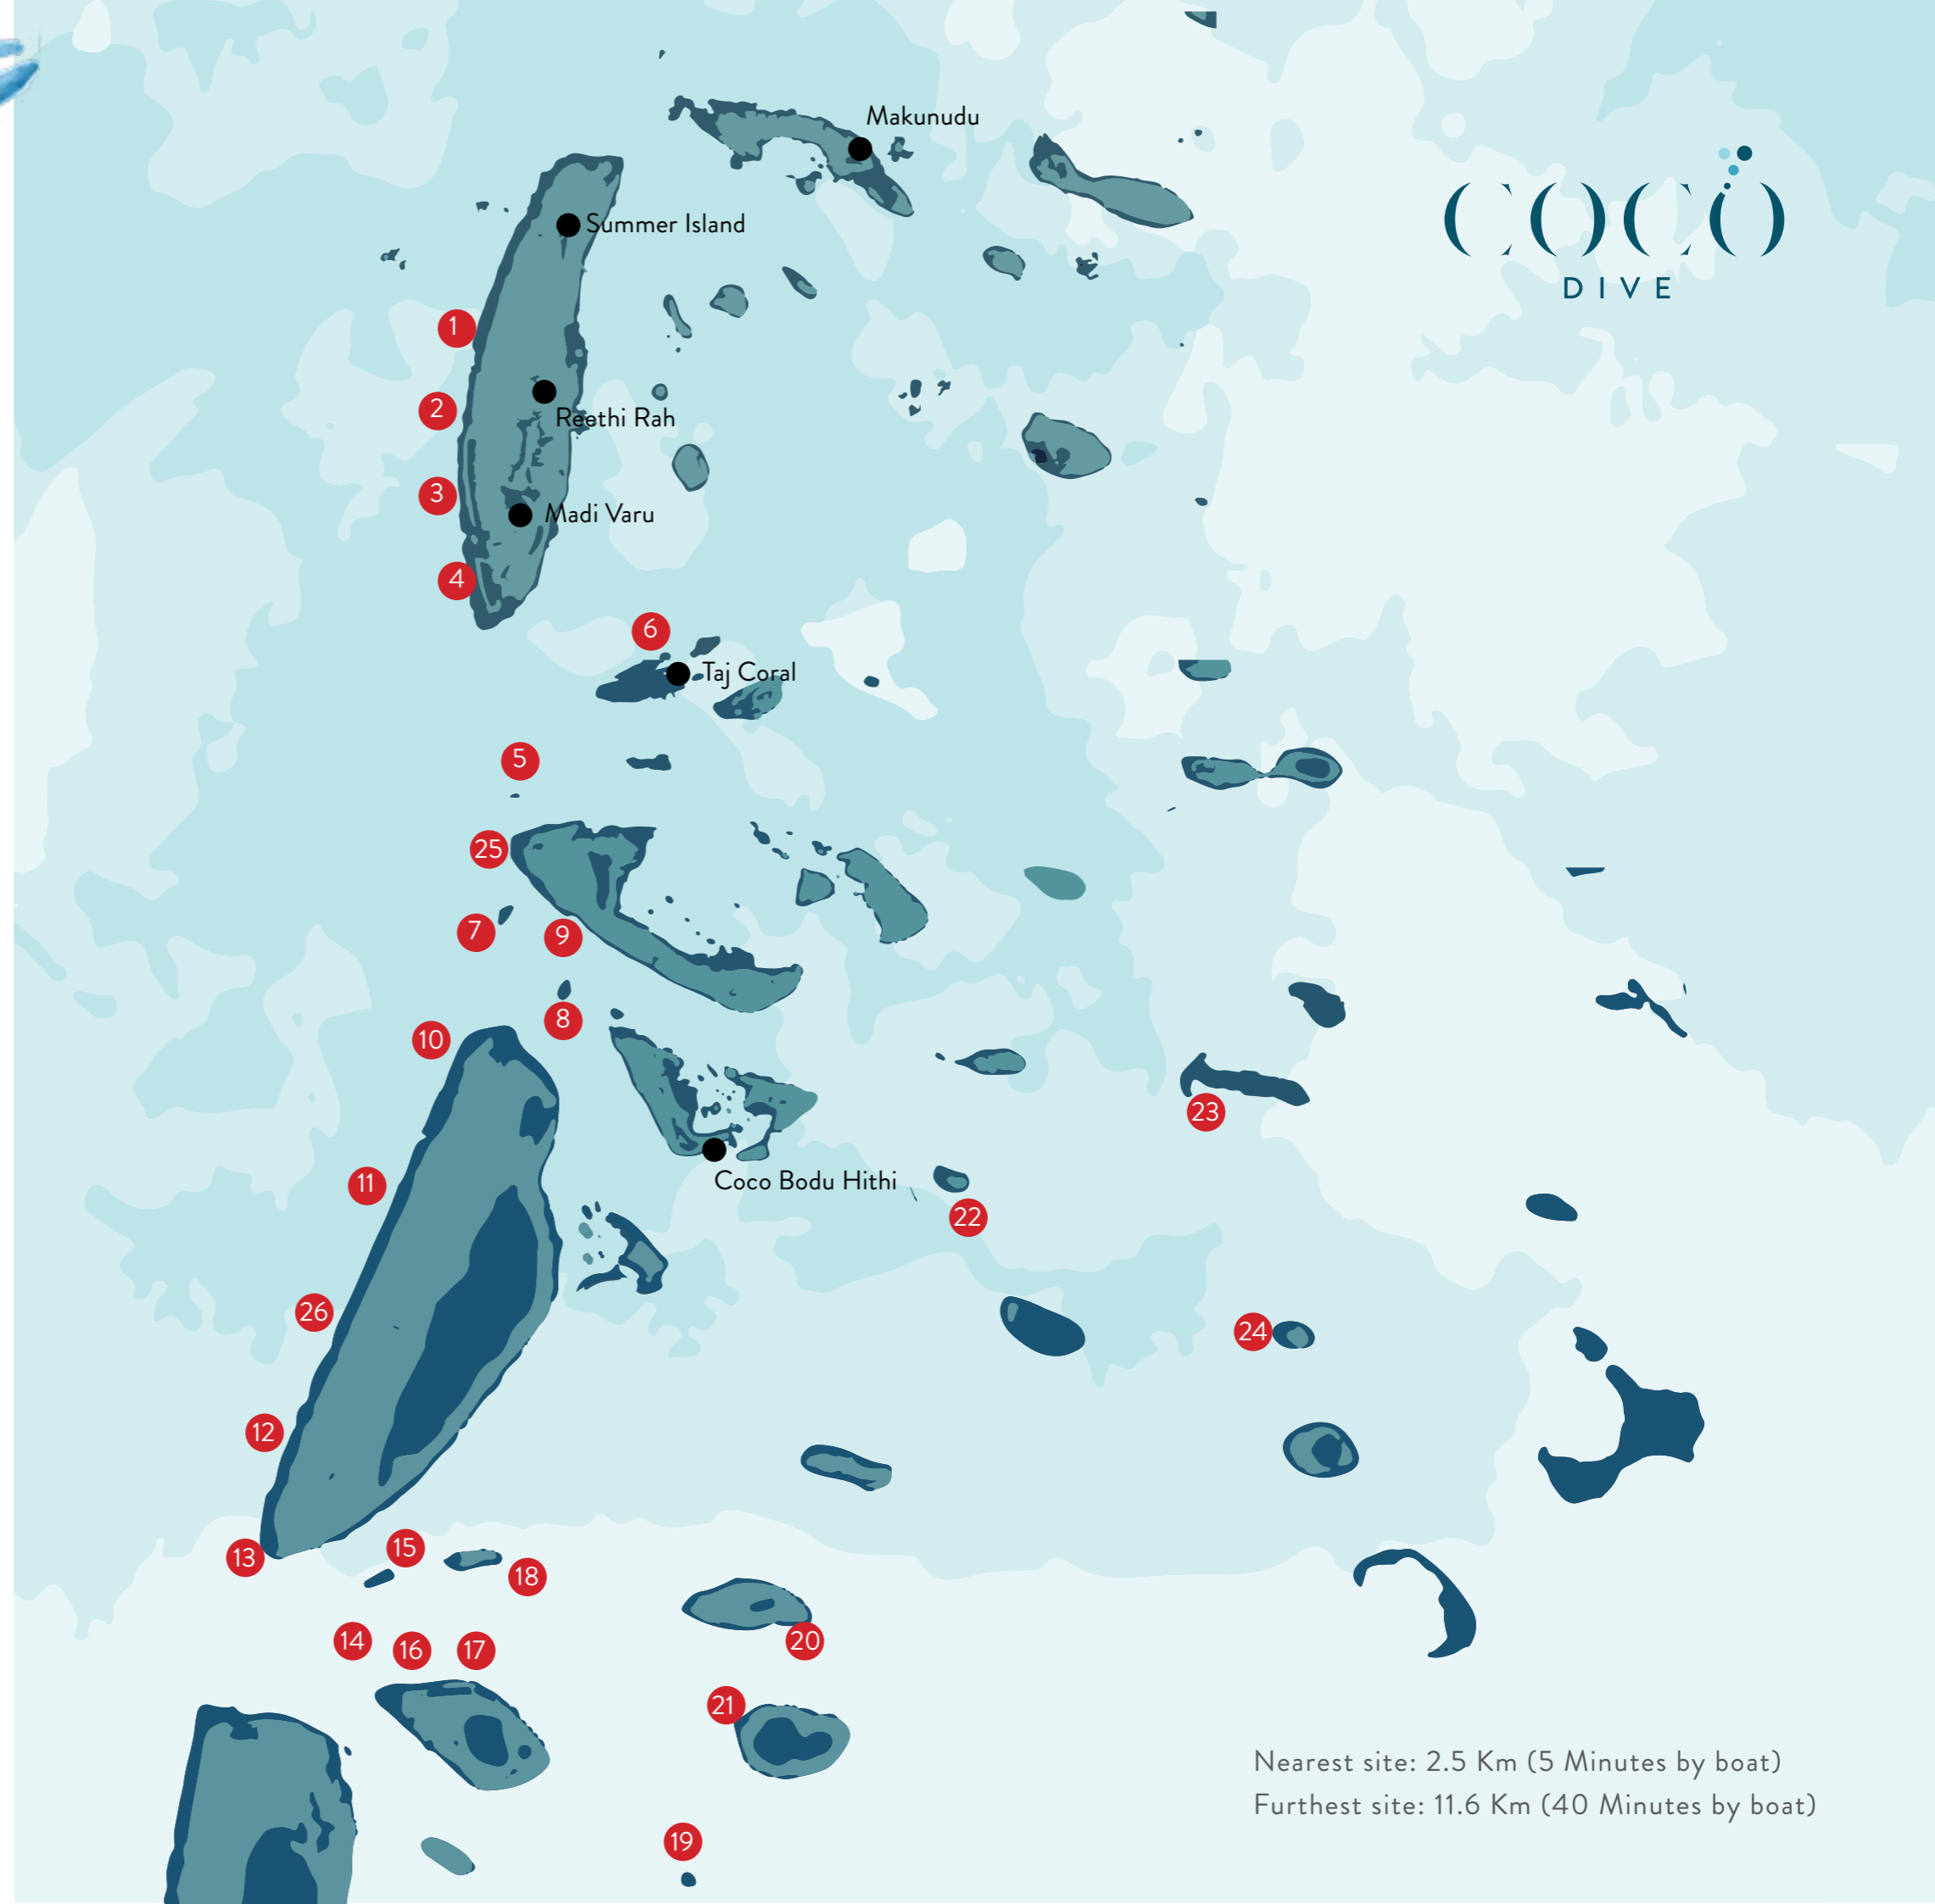 Makunudu
COCO
DIVE
Summer Island
1
Reethi Rah
2
3
Madi Varu
4
6
Taj Coral
5
25
7
9
8
10
23
11
Coco Bodu Hithi
22
26
24
12
13
15
18
14
16
17
20
21
Nearest site: 2.5 Km (5 Minutes by boat)
Furthest site: 11.6 Km (40 Minutes by boat)
19